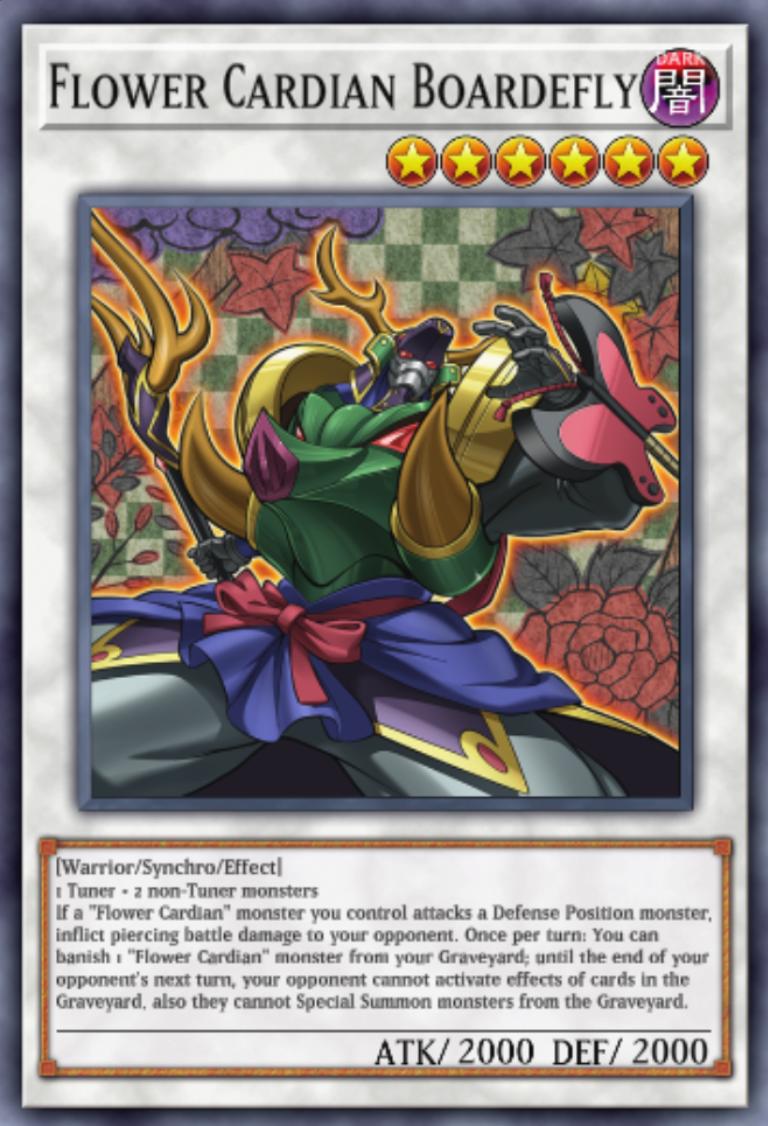 FLOWER CARDIAN BOARDEFLY
DARK
闇
[Warrior/Synchro/Effect]
1 Tuner + 2 non-Tuner monsters
If a "Flower Cardian" monster you control attacks a Defense Position monster,
inflict piercing battle damage to your opponent. Once per turn: You can
banish 1 "Flower Cardian" monster from your Graveyard; until the end of your
opponent's next turn, your opponent cannot activate effects of cards in the
Graveyard, also they cannot Special Summon monsters from the Graveyard.
ATK/ 2000 DEF/ 2000